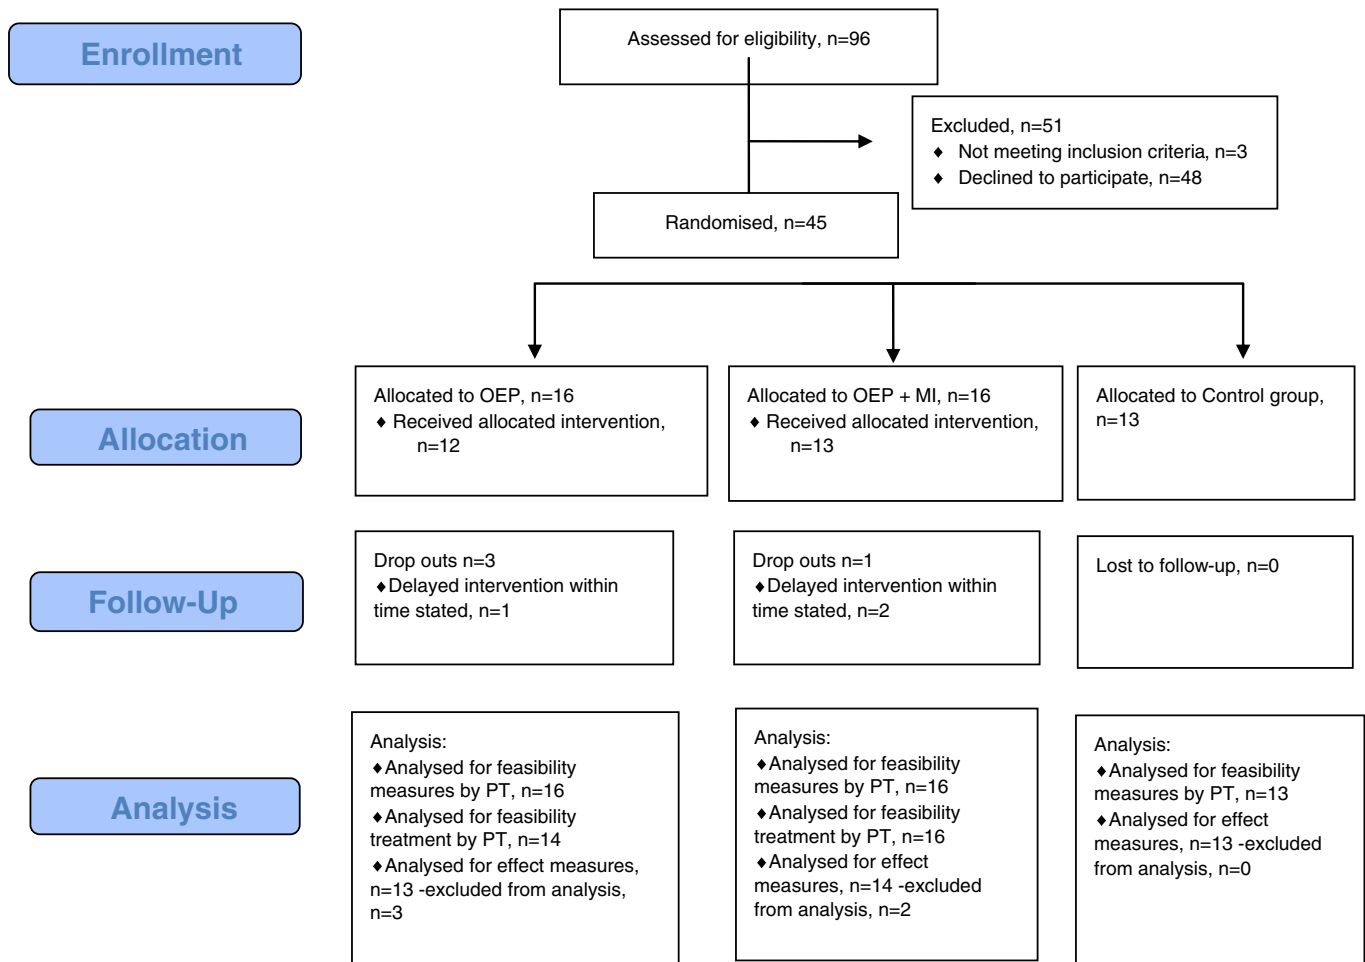 Enrollment
Assessed for eligibility, n=96
Excluded, n=51
♦ Not meeting inclusion criteria, n=3
♦ Declined to participate, n=48
Randomised, n=45
Allocation
Allocated to OEP, n=16
♦ Received allocated intervention,
n=12
Allocated to OEP + MI, n=16
♦ Received allocated intervention,
n=13
Allocated to Control group,
n=13
Follow-Up
Drop outs n=3
♦Delayed intervention within
time stated, n=1
Drop outs n=1
♦Delayed intervention within
time stated, n=2
Lost to follow-up, n=0
Analysis
Analysis:
♦Analysed for feasibility
measures by PT, n=16
♦Analysed for feasibility
treatment by PT, n=14
♦Analysed for effect measures,
n=13 -excluded from analysis,
n=3
Analysis:
♦Analysed for feasibility
measures by PT, n=16
♦Analysed for feasibility
treatment by PT, n=16
♦Analysed for effect
measures, n=14 -excluded
from analysis, n=2
Analysis:
♦Analysed for feasibility
measures by PT, n=13
♦Analysed for effect
measures, n=13 -excluded
from analysis, n=0